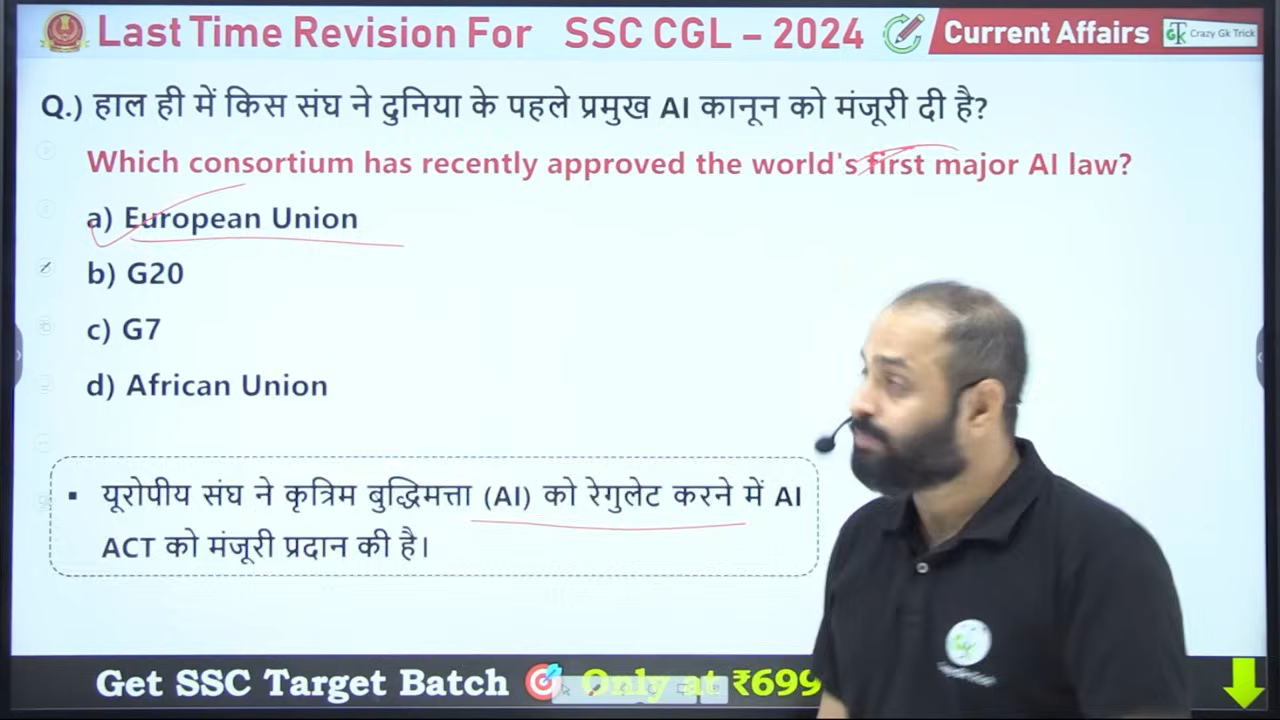 Last Time Revision For SSC CGL – 2024
Current Affairs
Crazy Gk Trick
Q.) हाल ही में किस संघ ने दुनिया के पहले प्रमुख AI कानून को मंजूरी दी है?
Which consortium has recently approved the world's first major AI law?
a) European Union
b) G20
c) G7
d) African Union
▪ यूरोपीय संघ ने कृत्रिम बुद्धिमत्ता (AI) को रेगुलेट करने में AI
ACT को मंजूरी प्रदान की है।
Get SSC Target Batch Only at ₹699